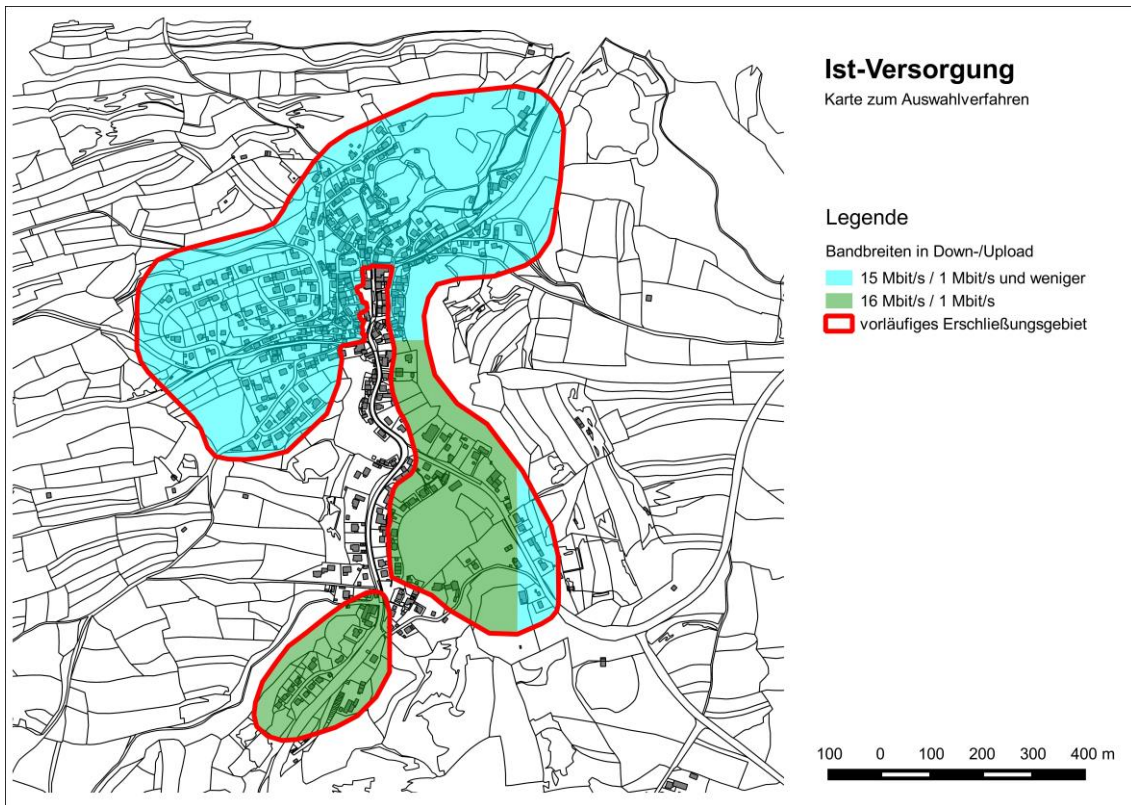 Ist-Versorgung
Karte zum Auswahlverfahren
Legende
Bandbreiten in Down-/Upload
15 Mbit/s / 1 Mbit/s und weniger
16 Mbit/s / 1 Mbit/s
vorläufiges Erschließungsgebiet
100 0 100 200 300 400 m